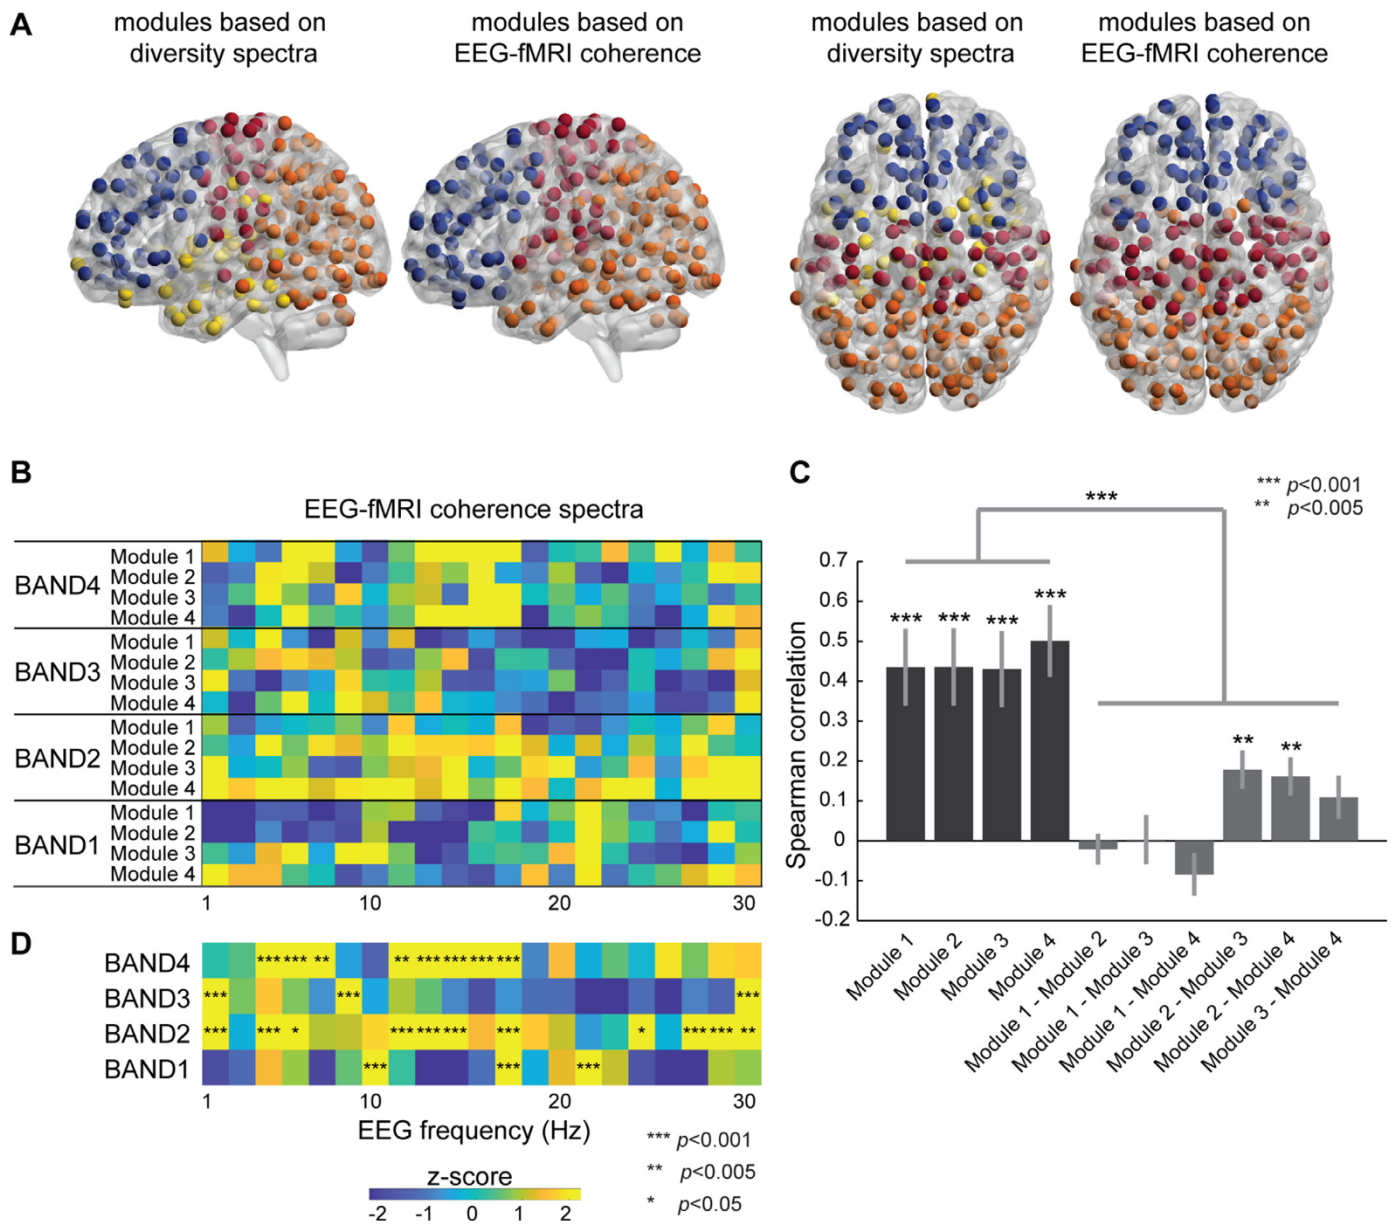 A
modules based on
diversity spectra
modules based on
EEG-fMRI coherence
modules based on
diversity spectra
modules based on
EEG-fMRI coherence
B
EEG-fMRI coherence spectra
BAND4
Module 1
Module 2
Module 3
Module 4
BAND3
Module 1
Module 2
Module 3
Module 4
BAND2
Module 1
Module 2
Module 3
Module 4
BAND1
Module 1
Module 2
Module 3
Module 4
1 10 20 30
C
*** p<0.001
** p<0.005
***
Spearman correlation
0.7
0.6
0.5
0.4
0.3
0.2
0.1
0
-0.1
-0.2
*** *** *** *** ** **
Module 1
Module 2
Module 3
Module 4
Module 1 - Module 2
Module 1 - Module 3
Module 1 - Module 4
Module 2 - Module 3
Module 2 - Module 4
Module 3 - Module 4
D
BAND4 *** *** ** ** *** *** *** ***
BAND3 *** *** ***
BAND2 *** *** * *** *** *** *** * *** *** **
BAND1 *** *** ***
1 10 20 30
EEG frequency (Hz)
z-score
-2 -1 0 1 2
*** p<0.001
** p<0.005
* p<0.05